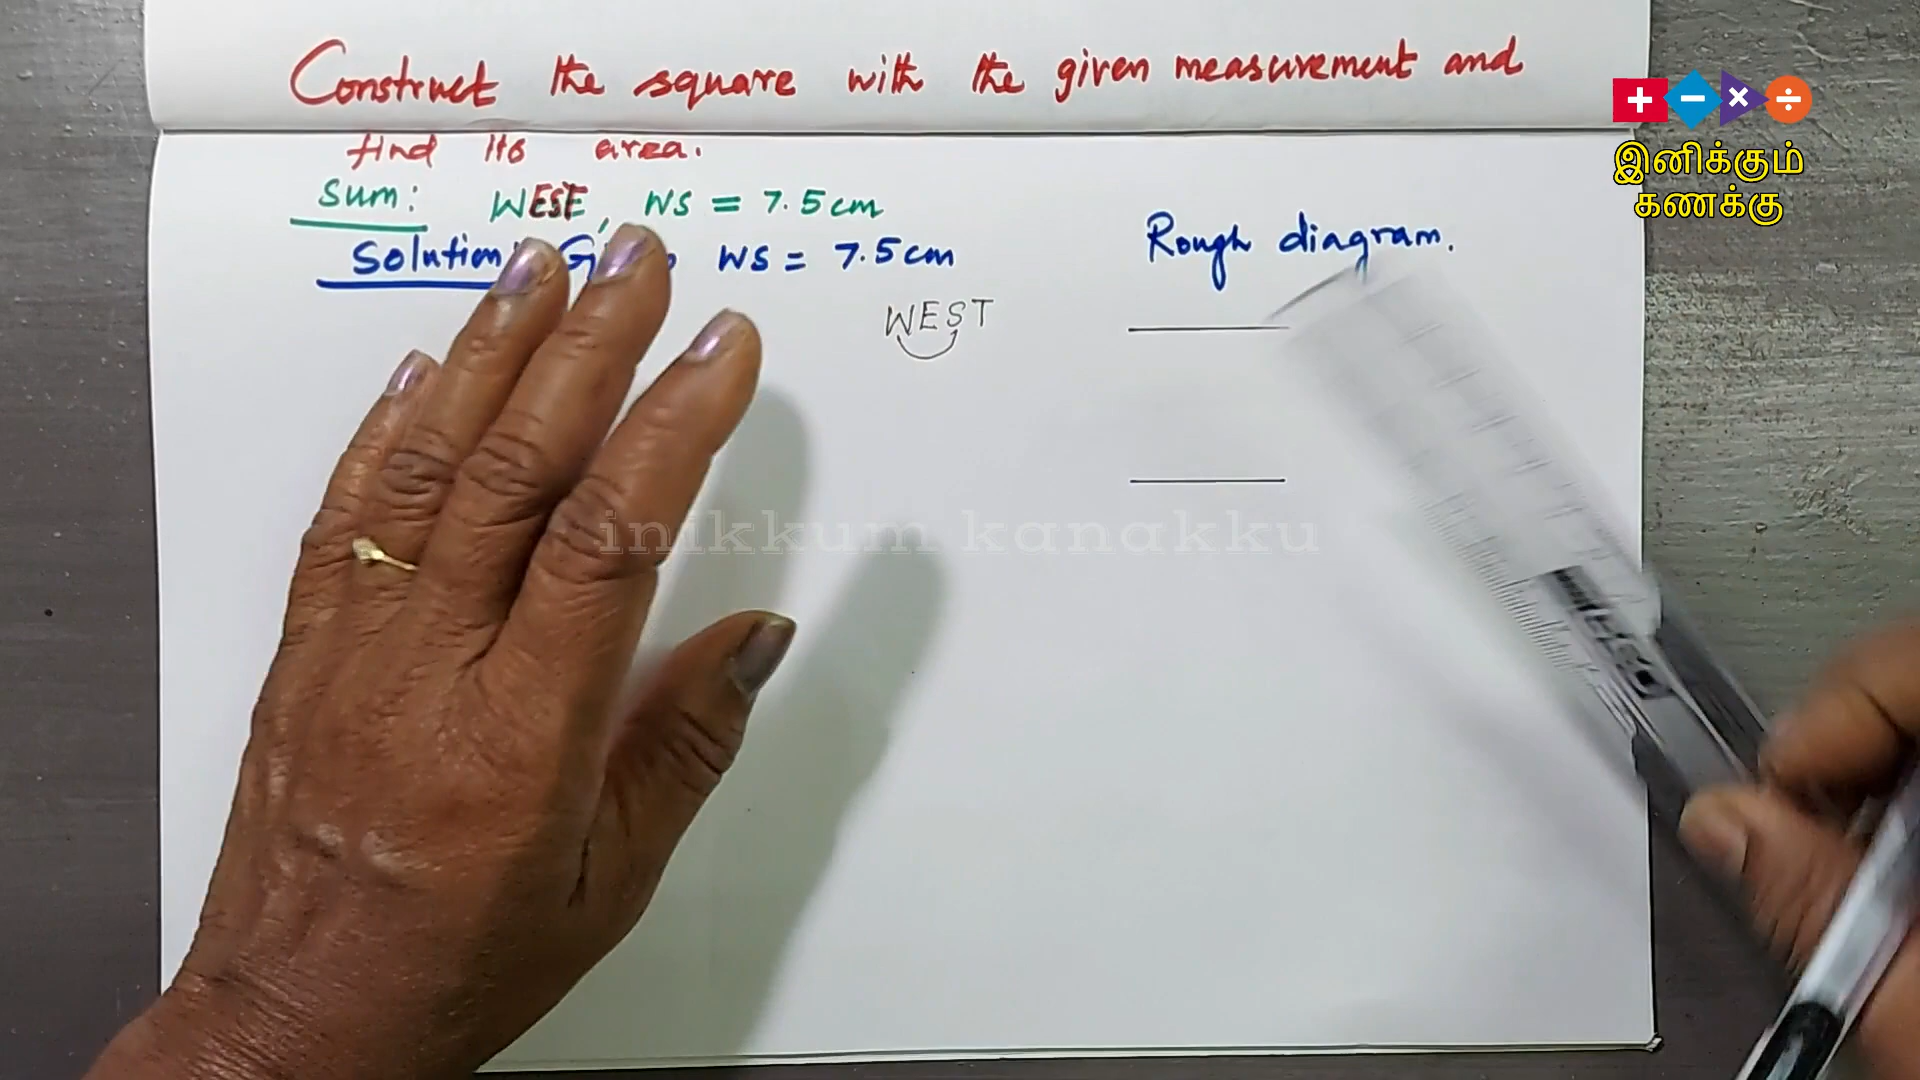 Construct the square with the given measurement and
find its area.
Sum: WESE, WS = 7.5cm
Solution: WS = 7.5cm
Rough diagram.
WEST
+ - × ÷
இனிக்கும்
கணக்கு
inikkum kanakku